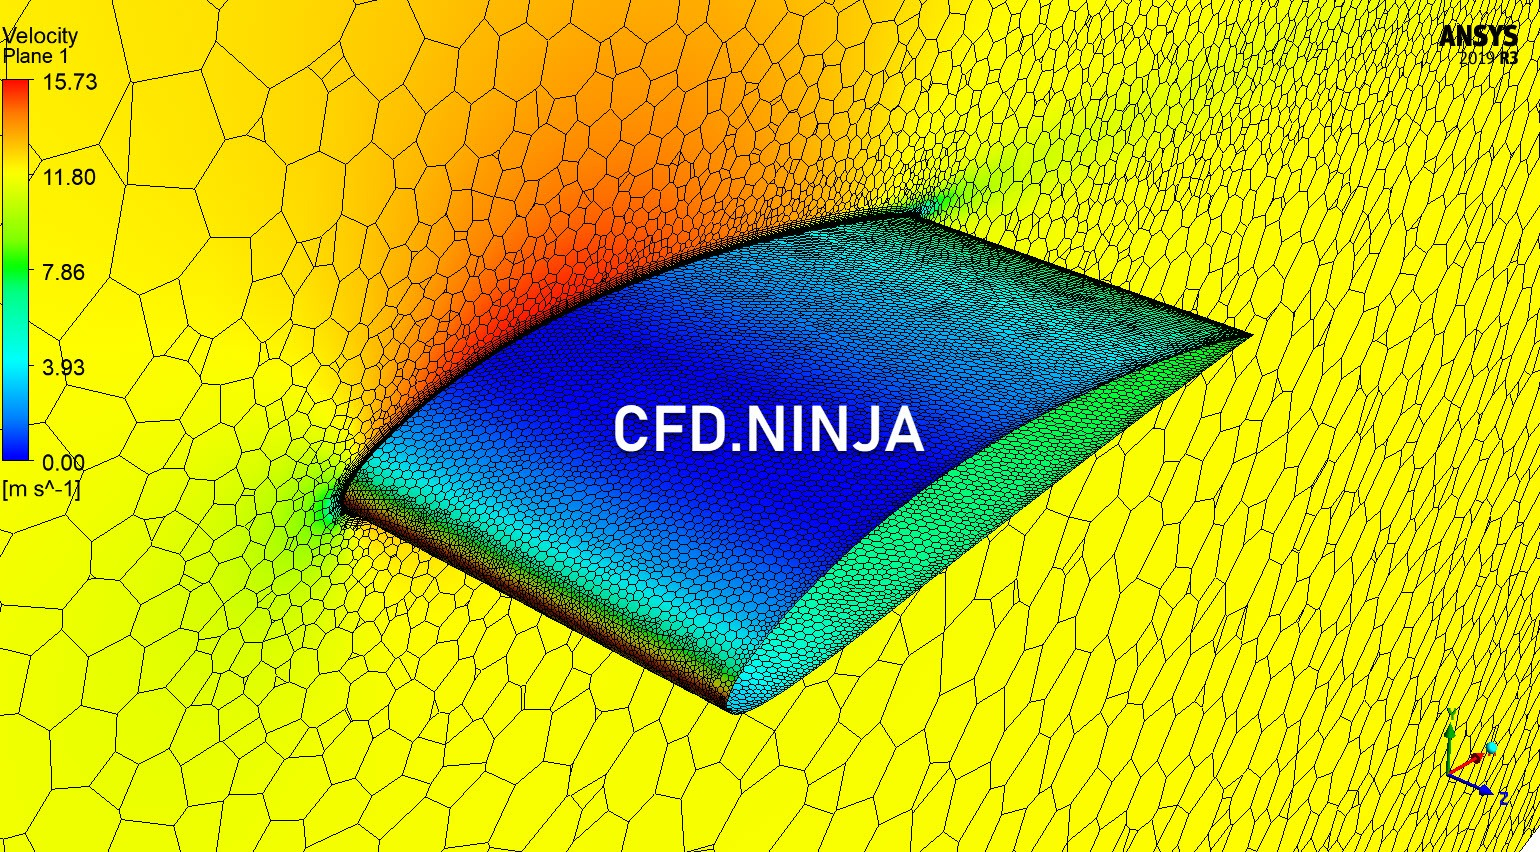 Velocity
Plane 1
15.73
11.80
7.86
3.93
0.00
[m s^-1]
ANSYS
2019 R3
CFD.NINJA
Y
Z